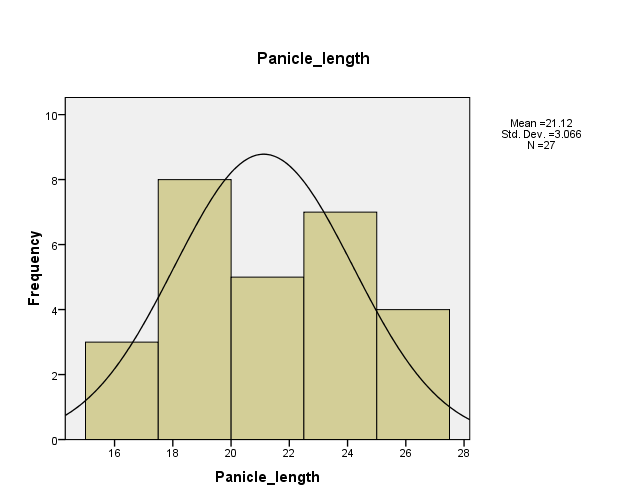 Panicle_length
Mean =21.12
Std. Dev. =3.066
N =27
10
8
6
4
2
0
Frequency
16 18 20 22 24 26 28
Panicle_length